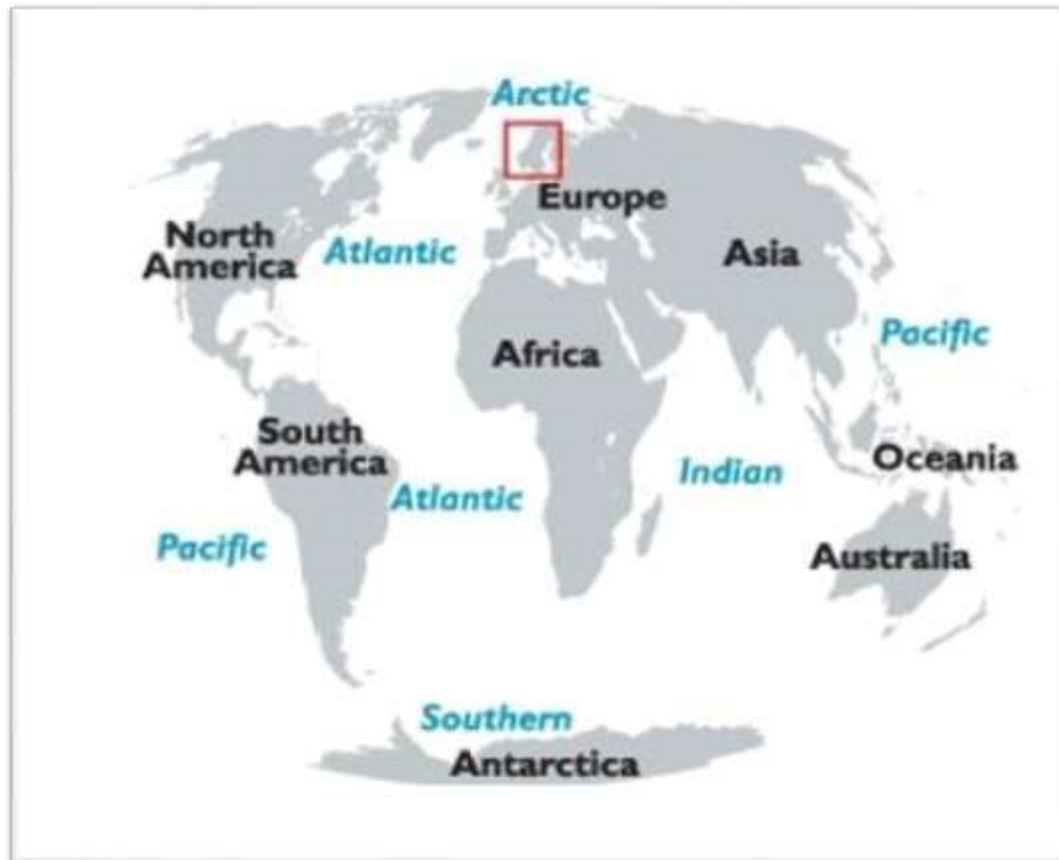 Arctic
Europe
North
America
Atlantic
Asia
Pacific
Africa
South
America
Oceania
Indian
Atlantic
Pacific
Australia
Southern
Antarctica